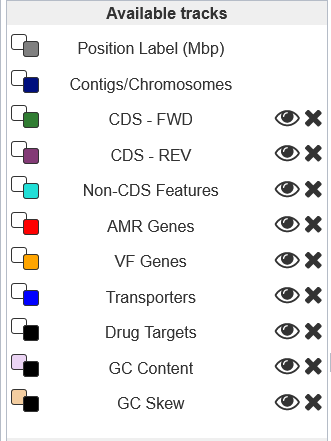 Available tracks
Position Label (Mbp)
Contigs/Chromosomes
CDS - FWD
CDS - REV
Non-CDS Features
AMR Genes
VF Genes
Transporters
Drug Targets
GC Content
GC Skew